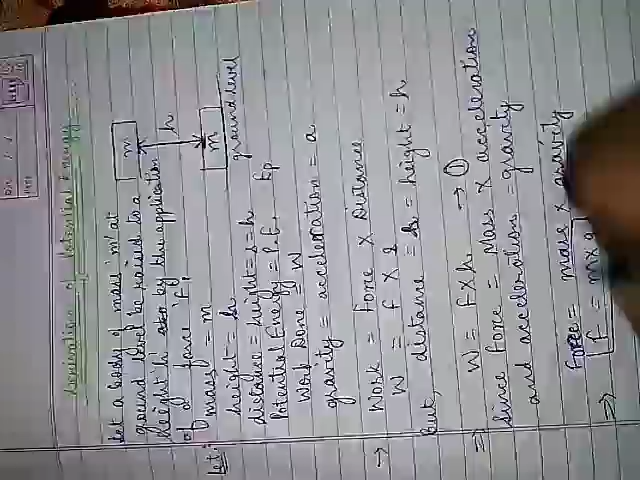 Derivation of Potential Energy
Let a body of mass 'm' at
ground level be raised to a
height h by the application
of a force 'F'
m
h
m
ground level
Let: mass = m
height = h
distance = height = s = h
Potential Energy = P.E, Ep
Work Done = W
gravity = acceleration = a
→ Work = Force × Distance
W = F × s
But, distance = height = h
⇒ W = F × h → ①
Since Force = Mass × acceleration
and acceleration = gravity
Force = mass × gravity
F = m×
⇒